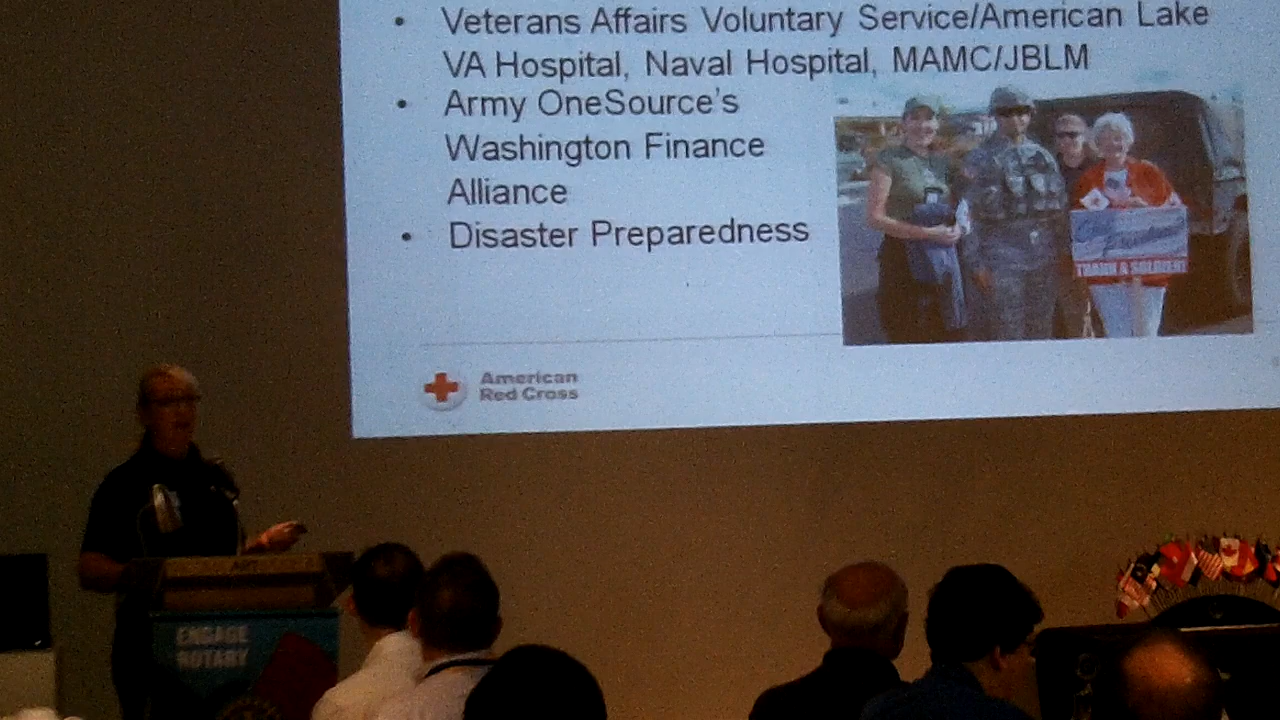 • Veterans Affairs Voluntary Service/American Lake
VA Hospital, Naval Hospital, MAMC/JBLM
• Army OneSource's
Washington Finance
Alliance
• Disaster Preparedness
THANK A SOLDIER!
American
Red Cross
ENGAGE
ROTARY